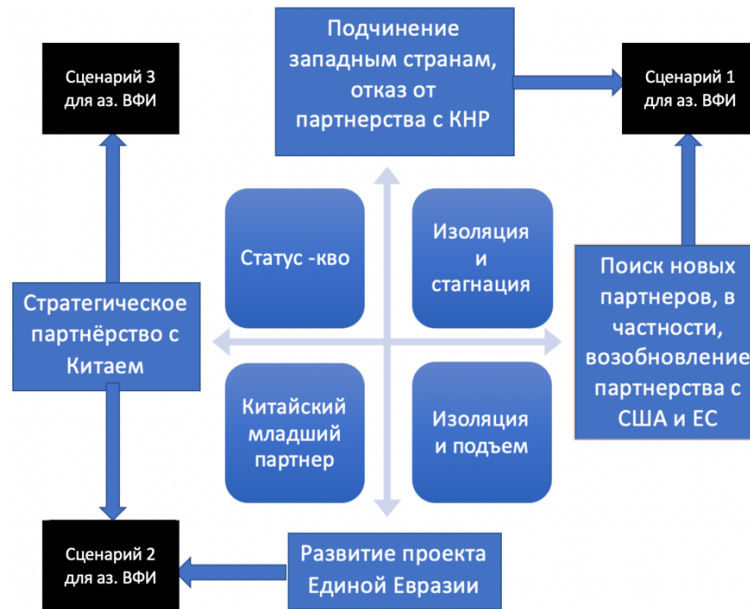 Подчинение
западным странам,
отказ от
партнерства с КНР
Сценарий 3
для аз. ВФИ
Сценарий 1
для аз. ВФИ
Статус -кво
Изоляция
и
стагнация
Стратегическое
партнёрство с
Китаем
Поиск новых
партнеров, в
частности,
возобновление
партнерства с
США и ЕС
Китайский
младший
партнер
Изоляция
и подъем
Сценарий 2
для аз. ВФИ
Развитие проекта
Единой Евразии